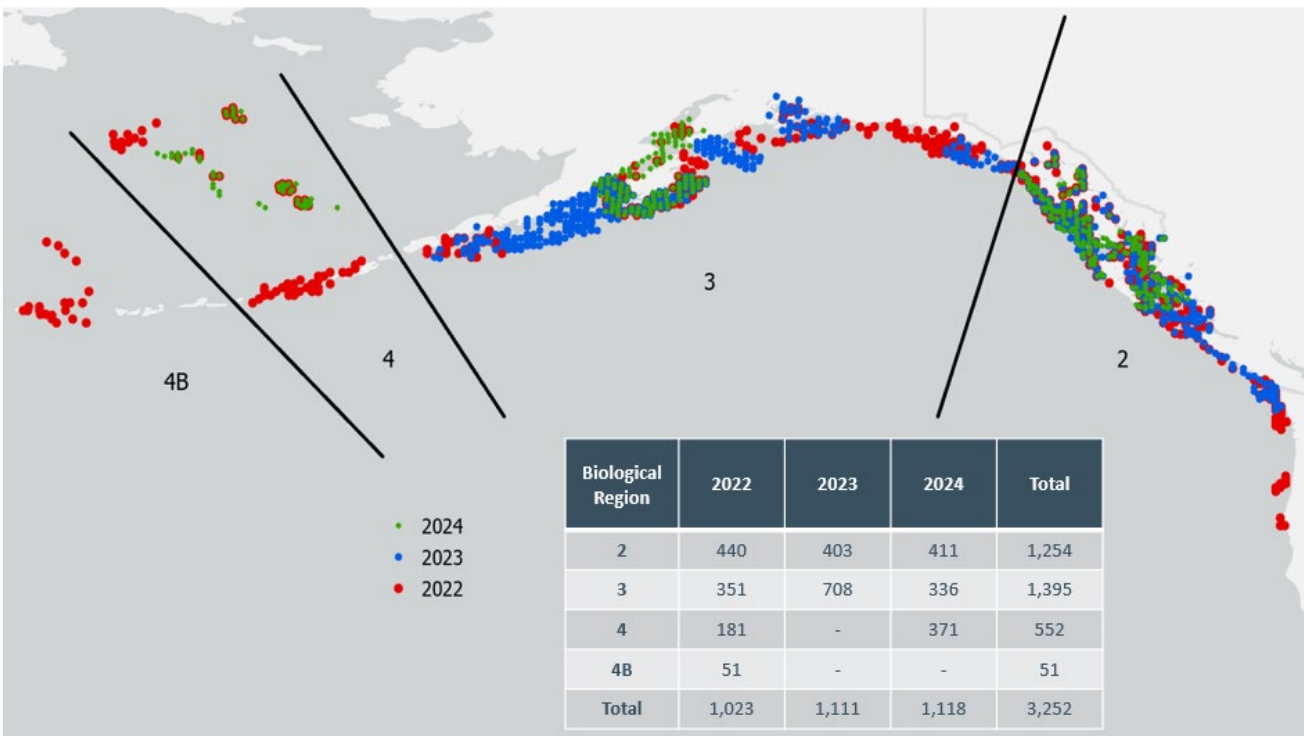 3
2
4
4B
2024
2023
2022
Biological Region 2022 2023 2024 Total
2 440 403 411 1,254
3 351 708 336 1,395
4 181 - 371 552
4B 51 - - 51
Total 1,023 1,111 1,118 3,252